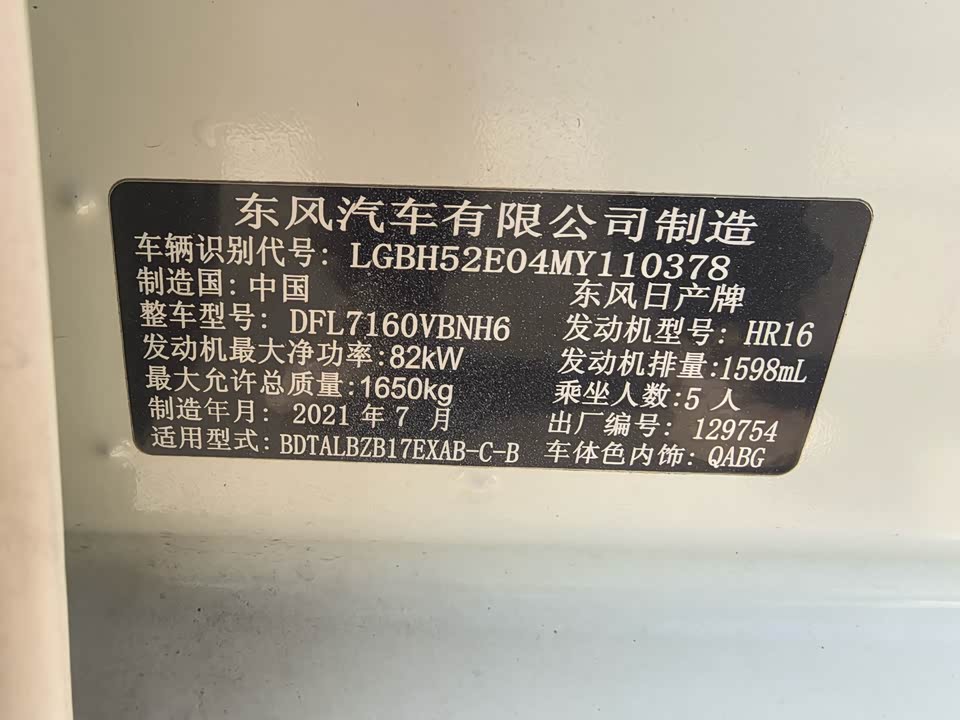 东风汽车有限公司制造
车辆识别代号: LGBH52E04MY110378
制造国: 中国 东风日产牌
整车型号: DFL7160VBNH6 发动机型号: HR16
发动机最大净功率:82kW 发动机排量:1598mL
最大允许总质量:1650kg 乘坐人数:5 人
制造年月: 2021 年 7 月 出厂编号: 129754
适用型式: BDTALBZB17EXAB-C-B 车体色内饰: QABG